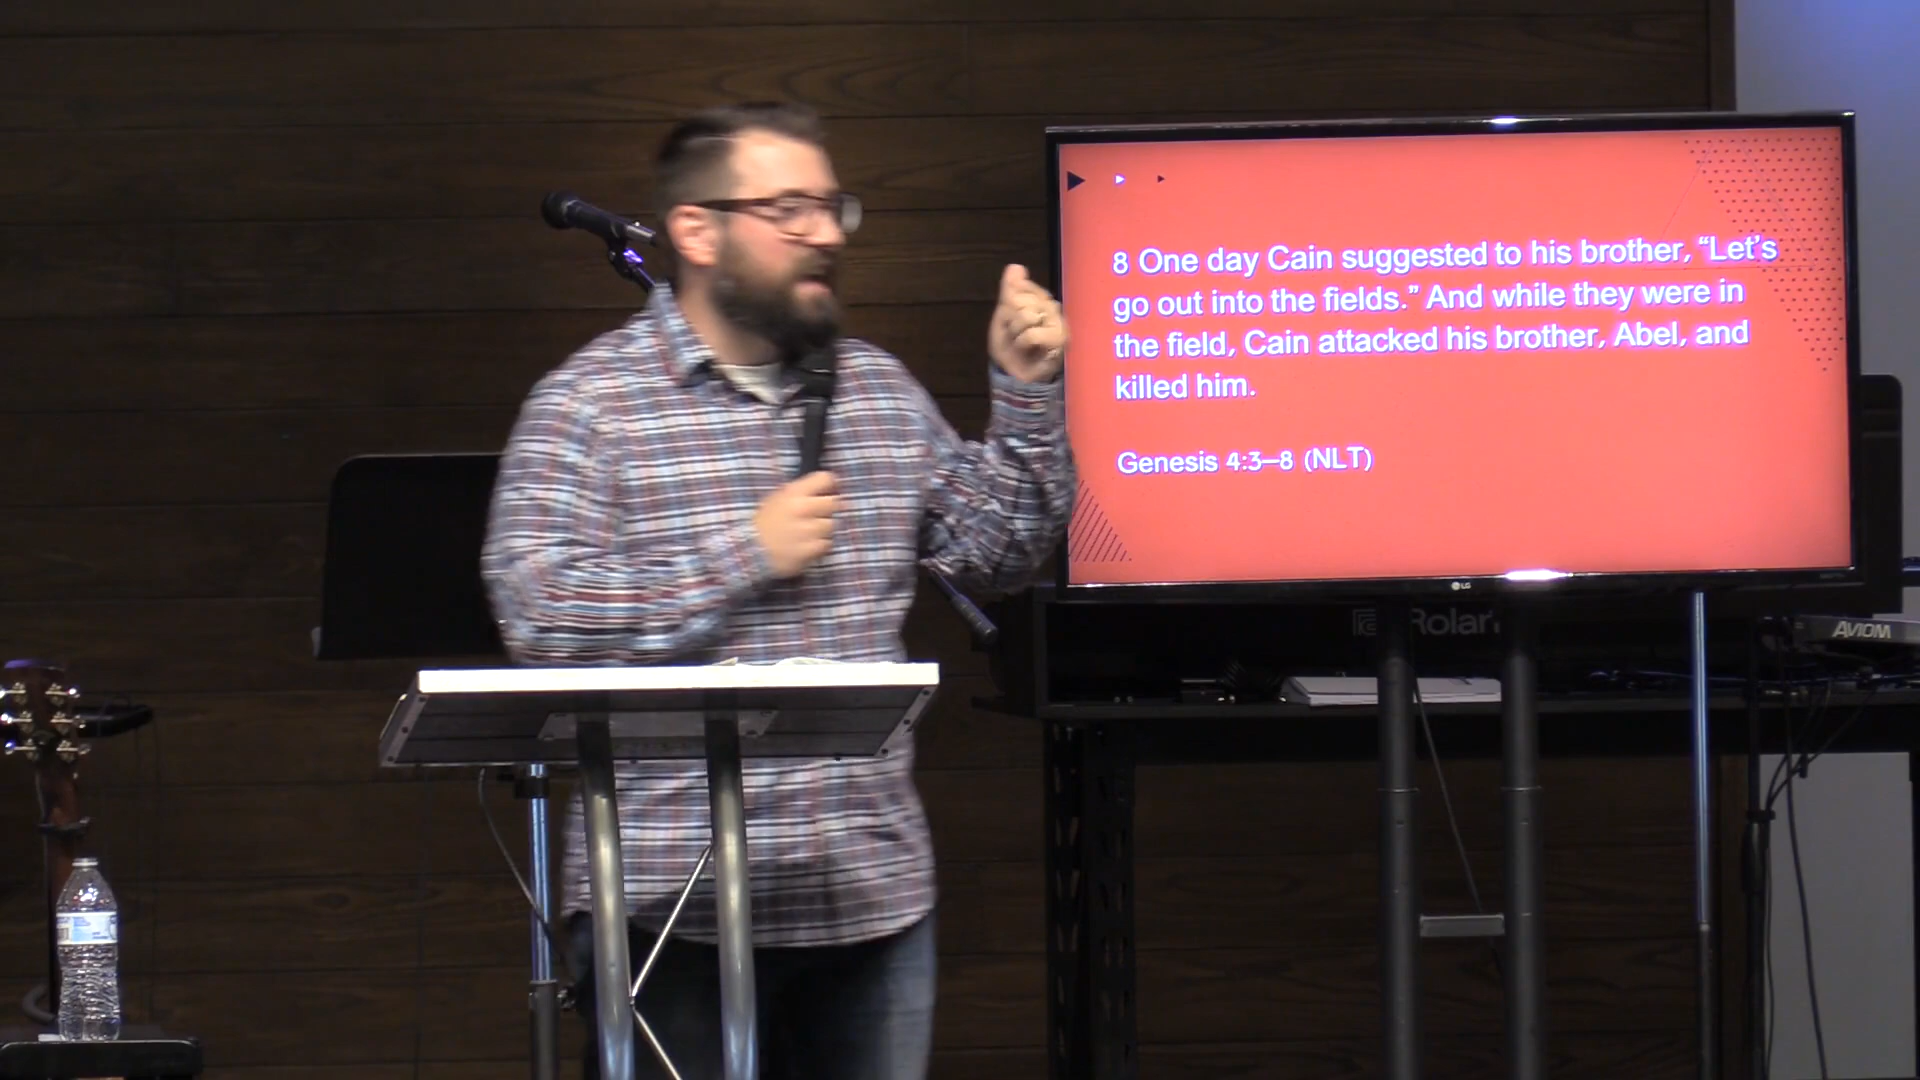 8 One day Cain suggested to his brother, “Let’s
go out into the fields.” And while they were in
the field, Cain attacked his brother, Abel, and
killed him.
Genesis 4:3–8 (NLT)
LG
Roland
AVIOM